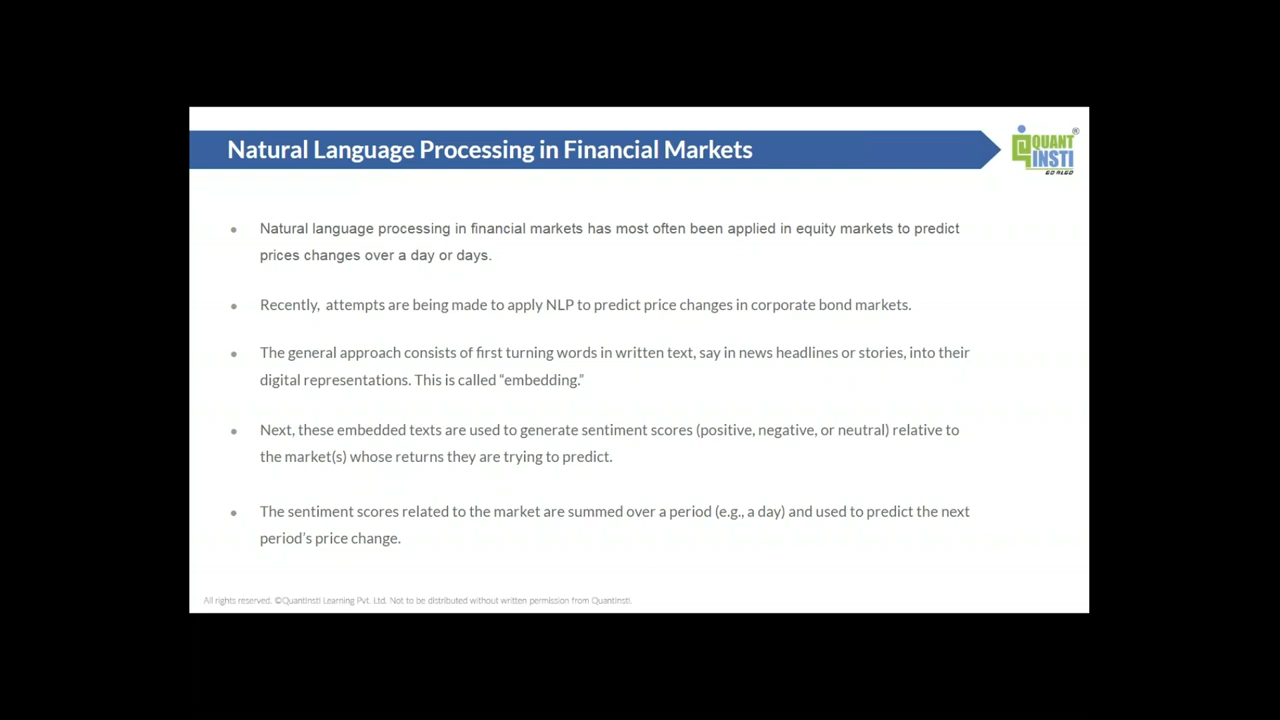 Natural Language Processing in Financial Markets
QUANT
INSTI
GO ALGO
Natural language processing in financial markets has most often been applied in equity markets to predict
prices changes over a day or days.
Recently, attempts are being made to apply NLP to predict price changes in corporate bond markets.
The general approach consists of first turning words in written text, say in news headlines or stories, into their
digital representations. This is called “embedding.”
Next, these embedded texts are used to generate sentiment scores (positive, negative, or neutral) relative to
the market(s) whose returns they are trying to predict.
The sentiment scores related to the market are summed over a period (e.g., a day) and used to predict the next
period’s price change.
All rights reserved. ©QuantInsti Learning Pvt. Ltd. Not to be distributed without written permission from QuantInsti.